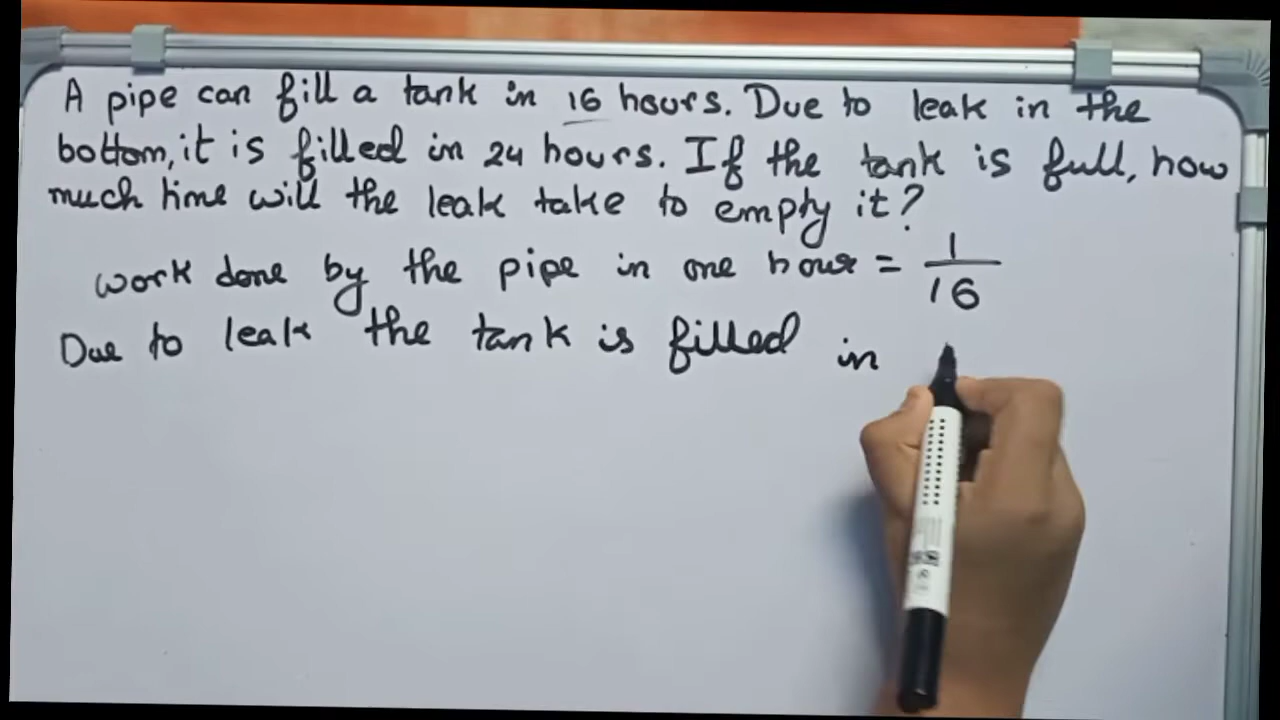 A pipe can fill a tank in 16 hours. Due to leak in the
bottom, it is filled in 24 hours. If the tank is full, how
much time will the leak take to empty it?
work done by the pipe in one hour = 1/16
Due to leak the tank is filled in